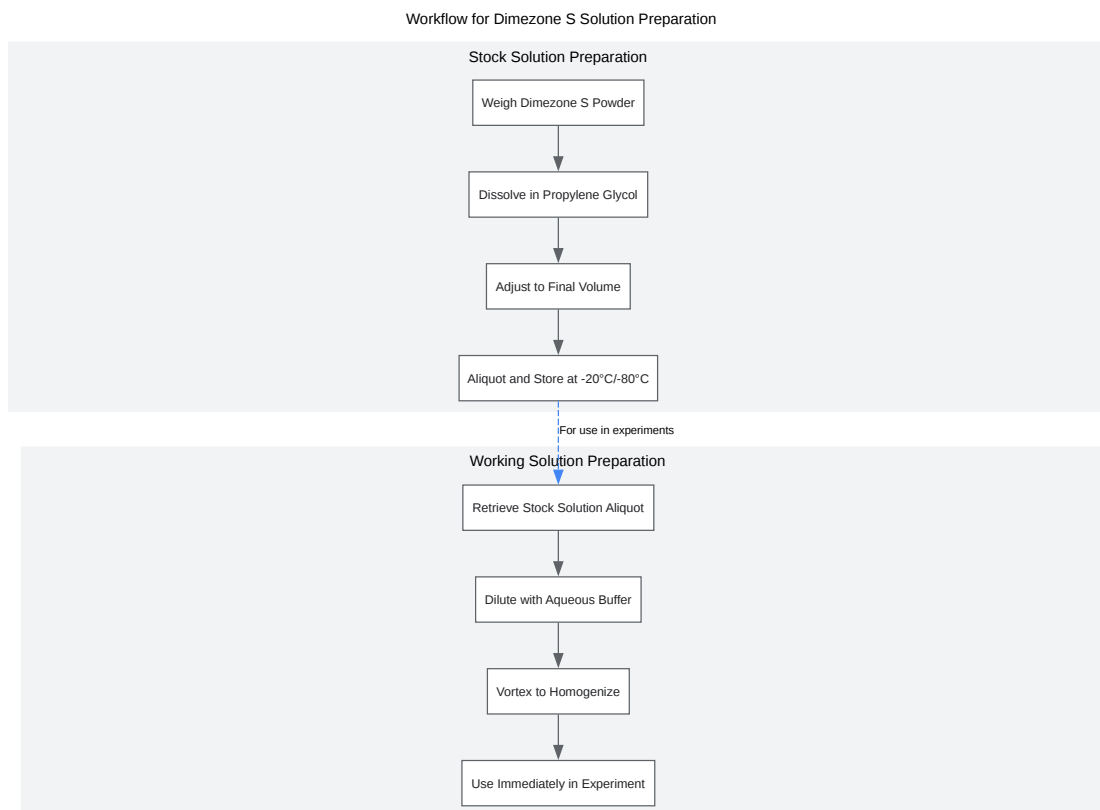 Workflow for Dimezone S Solution Preparation
Stock Solution Preparation
Weigh Dimezone S Powder
Dissolve in Propylene Glycol
Adjust to Final Volume
Aliquot and Store at -20°C/-80°C
For use in experiments
Working Solution Preparation
Retrieve Stock Solution Aliquot
Dilute with Aqueous Buffer
Vortex to Homogenize
Use Immediately in Experiment